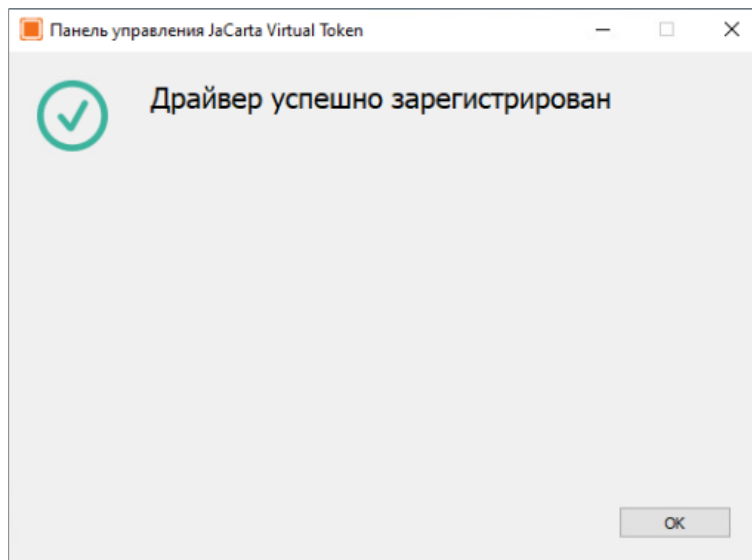 Панель управления JaCarta Virtual Token
Драйвер успешно зарегистрирован
OK